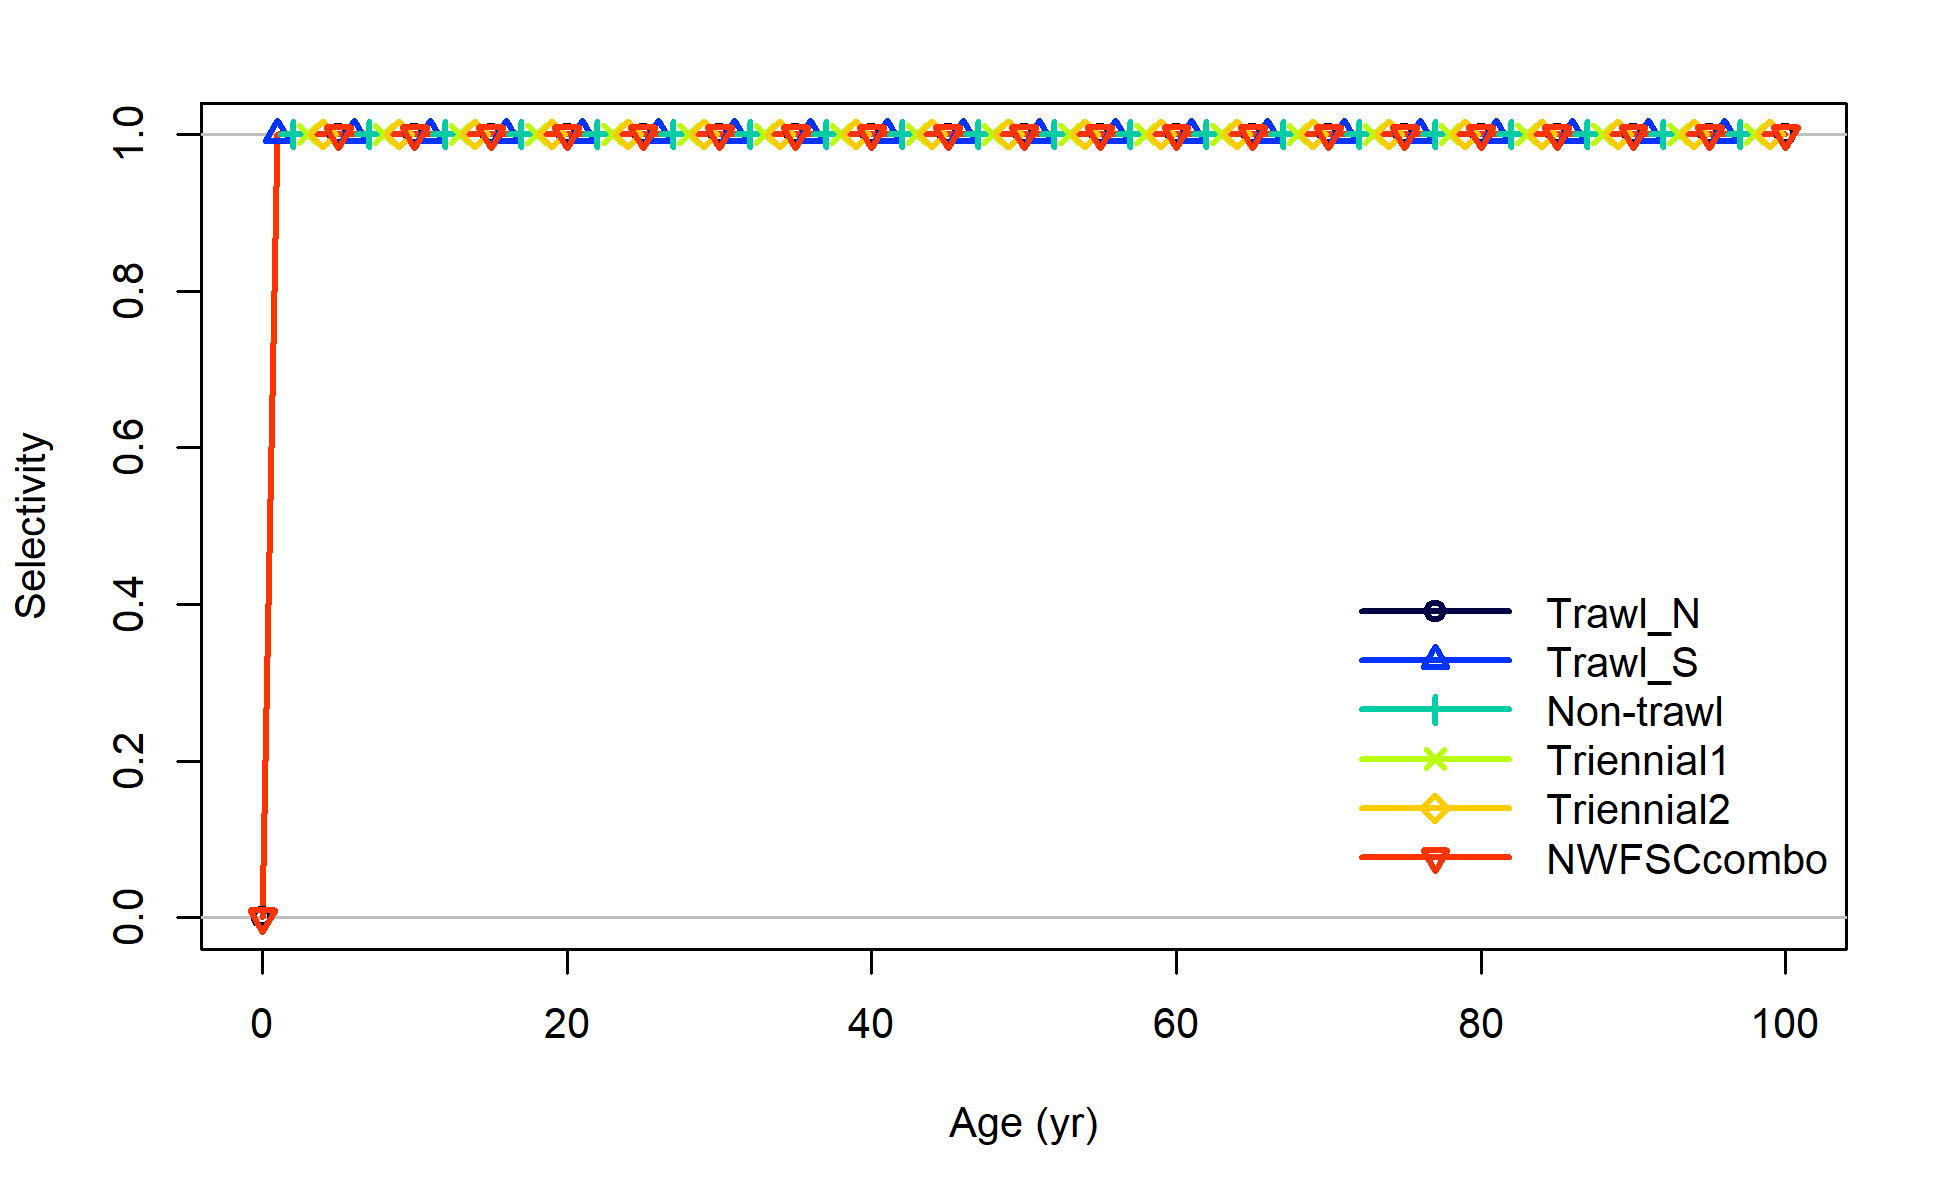 Selectivity
1.0
0.8
0.6
0.4
0.2
0.0
Trawl_N
Trawl_S
Non-trawl
Triennial1
Triennial2
NWFSCcombo
0 20 40 60 80 100
Age (yr)